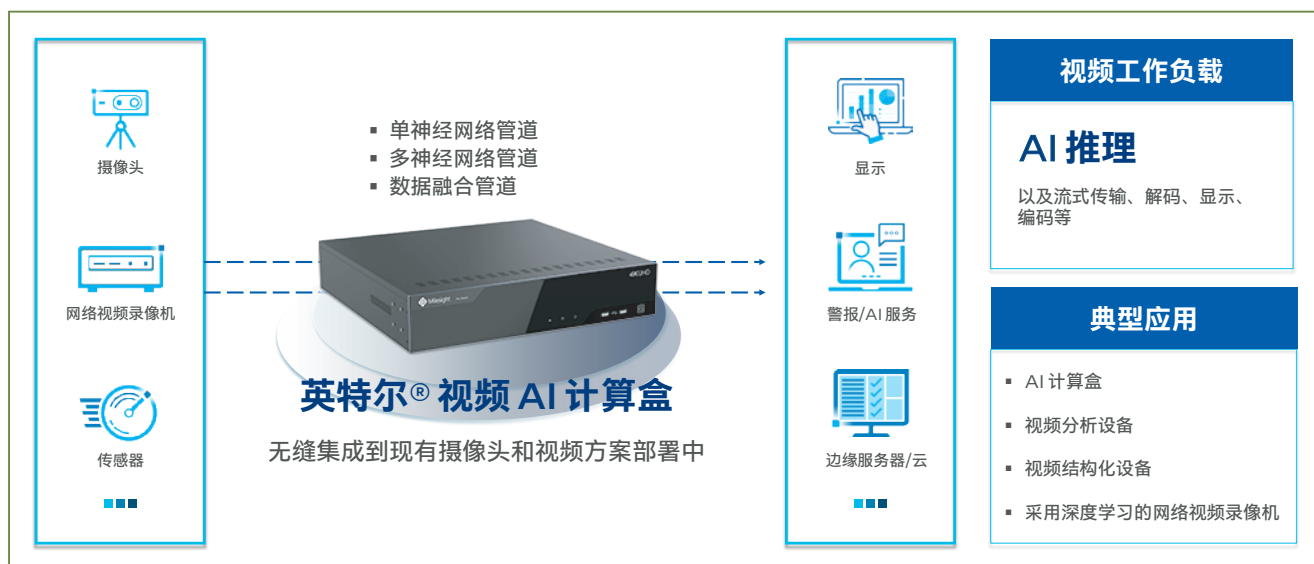 摄像头
网络视频录像机
传感器
▪ 单神经网络管道
▪ 多神经网络管道
▪ 数据融合管道
Milesight
4K UHD
英特尔® 视频 AI 计算盒
无缝集成到现有摄像头和视频方案部署中
显示
警报/AI 服务
边缘服务器/云
视频工作负载
AI 推理
以及流式传输、解码、显示、
编码等
典型应用
▪ AI 计算盒
▪ 视频分析设备
▪ 视频结构化设备
▪ 采用深度学习的网络视频录像机